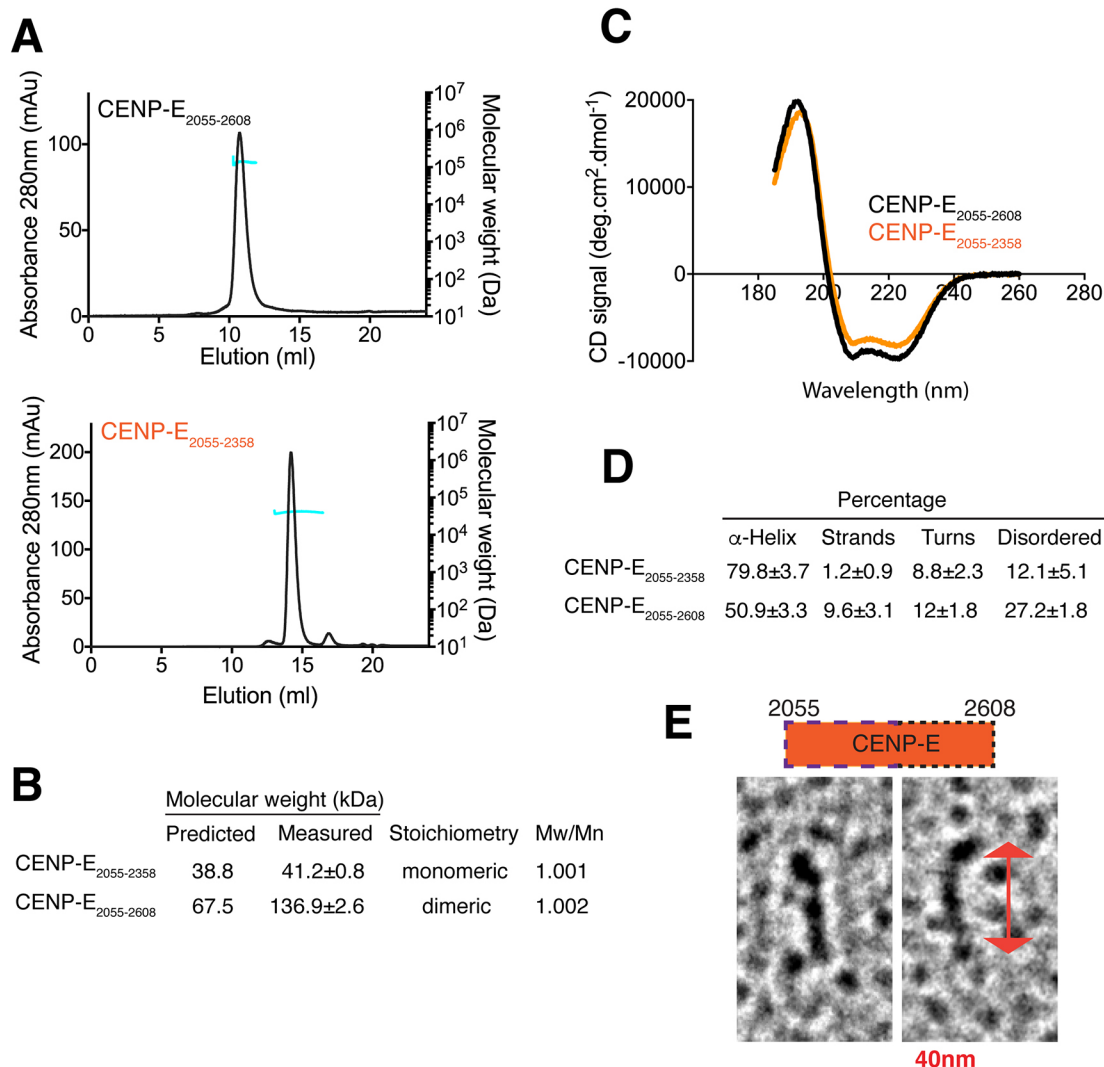 A
CENP-E2055-2608
Absorbance 280nm (mAu)
100
50
0
10^7
10^6
10^5
10^4
10^3
10^2
10^1
Molecular weight (Da)
0 5 10 15 20
Elution (ml)
CENP-E2055-2358
Absorbance 280nm (mAu)
200
150
100
50
0
10^7
10^6
10^5
10^4
10^3
10^2
10^1
Molecular weight (Da)
0 5 10 15 20
Elution (ml)
B
Molecular weight (kDa)
Predicted Measured Stoichiometry Mw/Mn
CENP-E2055-2358 38.8 41.2±0.8 monomeric 1.001
CENP-E2055-2608 67.5 136.9±2.6 dimeric 1.002
C
CD signal (deg.cm².dmol⁻¹)
20000
10000
0
-10000
180 200 220 240 260 280
Wavelength (nm)
CENP-E2055-2608
CENP-E2055-2358
D
Percentage
α-Helix Strands Turns Disordered
CENP-E2055-2358 79.8±3.7 1.2±0.9 8.8±2.3 12.1±5.1
CENP-E2055-2608 50.9±3.3 9.6±3.1 12±1.8 27.2±1.8
E
2055 2608
CENP-E
40nm